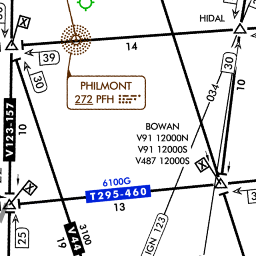 HIDAL
14
39
30
30
10
034
PHILMONT
272 PFH
BOWAN
V91 12000N
V91 12000S
V487 12000S
V123-157
10
6100G
T295-460
13
IGN 123
25
V44
3100
19